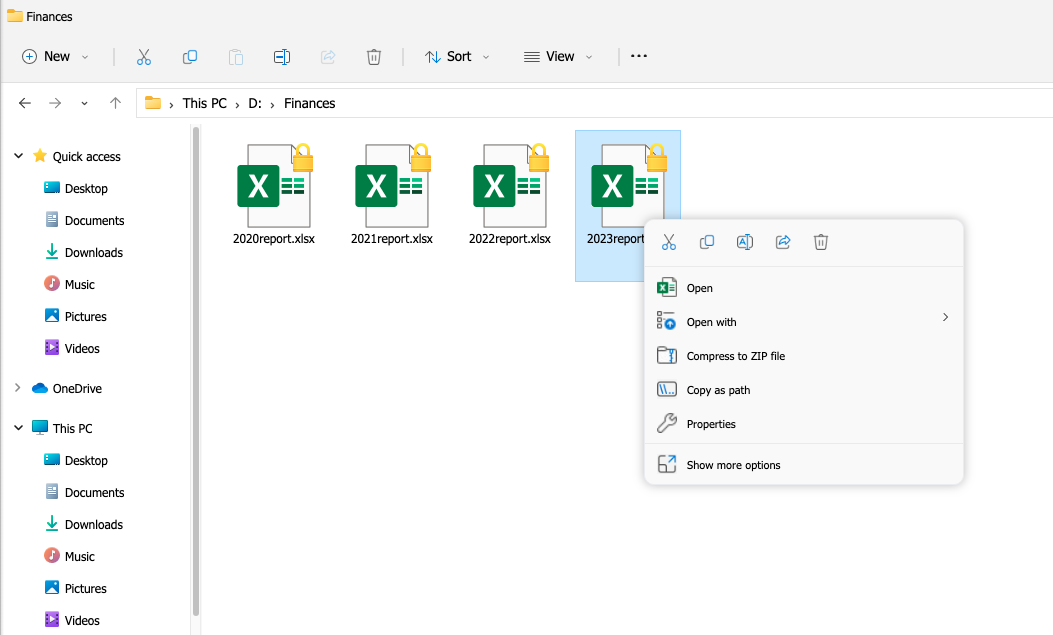 Finances
New
Sort
View
This PC
D:
Finances
Quick access
Desktop
Documents
Downloads
Music
Pictures
Videos
OneDrive
This PC
Desktop
Documents
Downloads
Music
Pictures
Videos
X
2020report.xlsx
X
2021report.xlsx
X
2022report.xlsx
X
2023report
A
Open
Open with
Compress to ZIP file
Copy as path
Properties
Show more options